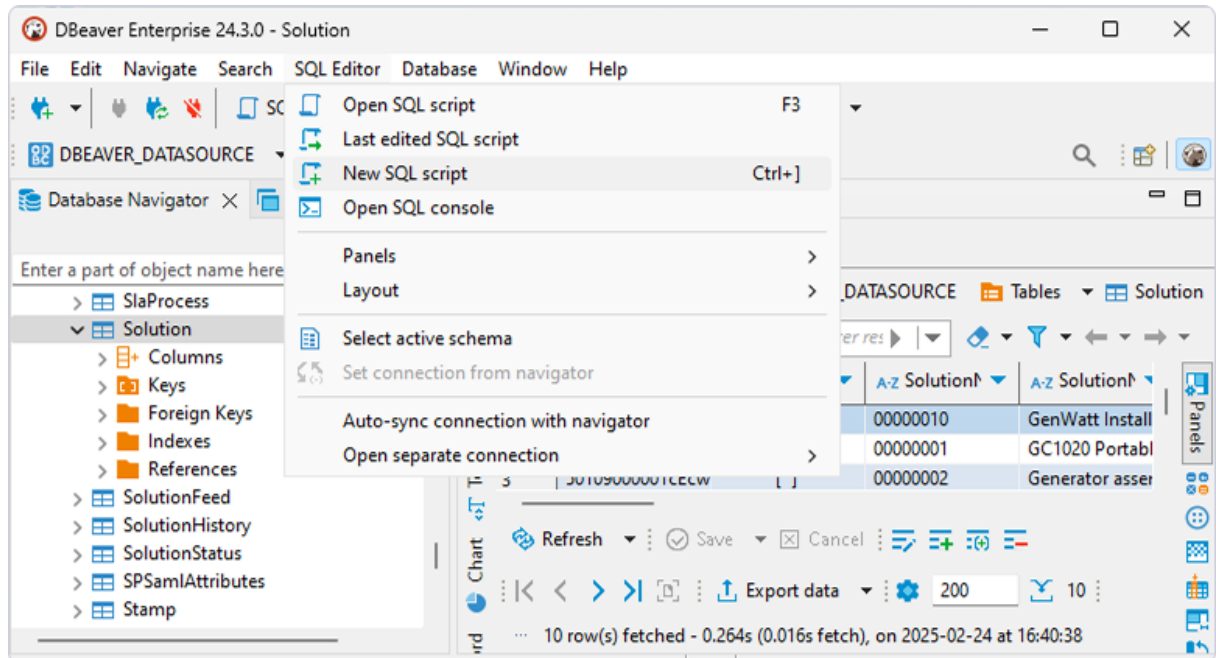 DBeaver Enterprise 24.3.0 - Solution
File Edit Navigate Search SQL Editor Database Window Help
Open SQL script F3
Last edited SQL script
DBEAVER_DATASOURCE
New SQL script Ctrl+]
Database Navigator
Open SQL console
Panels
Enter a part of object name here
Layout
_DATASOURCE Tables Solution
SlaProcess
Solution
Select active schema
Columns
Set connection from navigator
A-Z SolutionN A-Z SolutionN
Keys
Foreign Keys
Auto-sync connection with navigator
00000010 GenWatt Install
Indexes
Open separate connection
00000001 GC1020 Portabl
References
3 00000002 Generator asser
Panels
SolutionFeed
SolutionHistory
Refresh Save Cancel
SolutionStatus
Chart
SPSamlAttributes
Export data 200 10
Stamp
10 row(s) fetched - 0.264s (0.016s fetch), on 2025-02-24 at 16:40:38